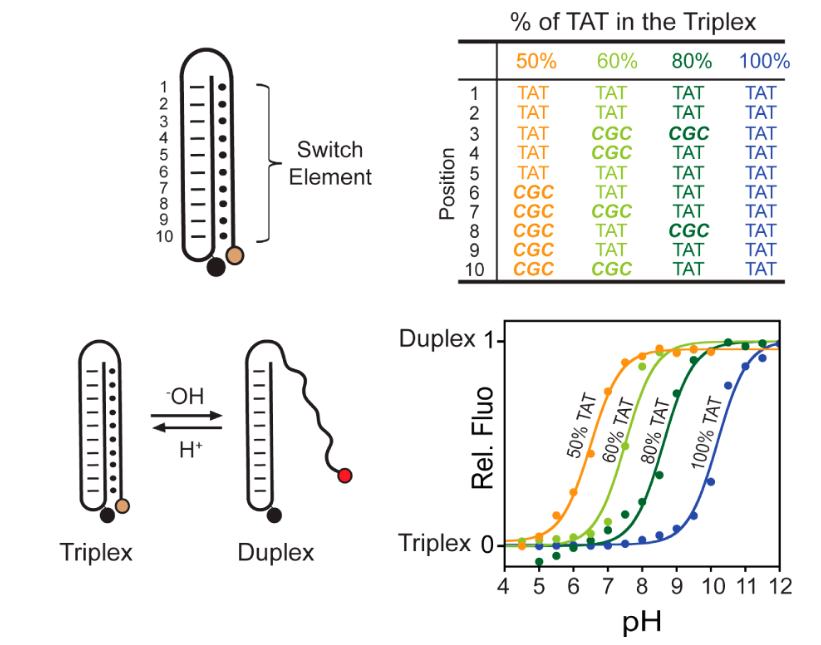 1
2
3
4
5
6
7
8
9
10
Switch
Element
% of TAT in the Triplex
50% 60% 80% 100%
Position
1 TAT TAT TAT TAT
2 TAT TAT TAT TAT
3 TAT CGC CGC TAT
4 TAT CGC TAT TAT
5 TAT TAT TAT TAT
6 CGC TAT TAT TAT
7 CGC CGC TAT TAT
8 CGC TAT CGC TAT
9 CGC TAT TAT TAT
10 CGC CGC TAT TAT
⁻OH
H⁺
Triplex
Duplex
Duplex 1
Rel. Fluo
Triplex 0
50% TAT
60% TAT
80% TAT
100% TAT
4 5 6 7 8 9 10 11 12
pH